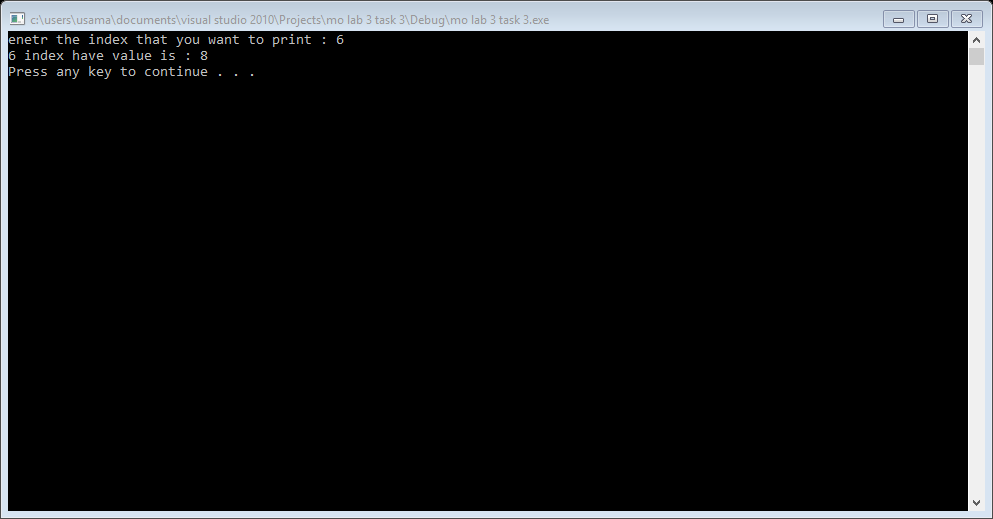 c:\users\usama\documents\visual studio 2010\Projects\mo lab 3 task 3\Debug\mo lab 3 task 3.exe
enetr the index that you want to print : 6
6 index have value is : 8
Press any key to continue . . .